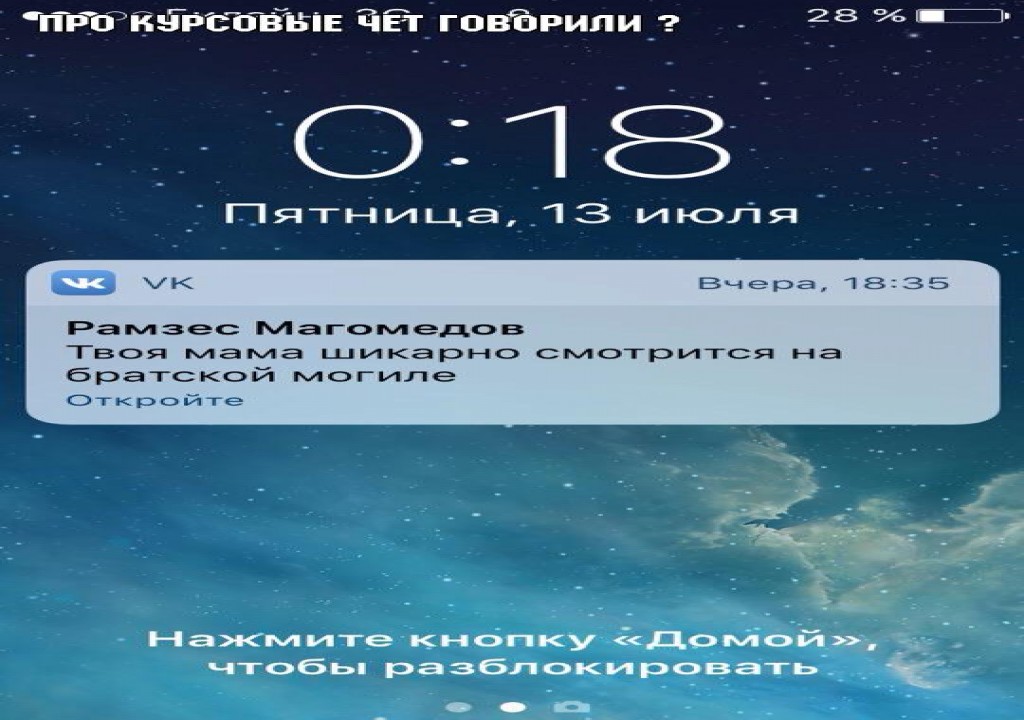 ПРО КУРСОВЫЕ ЧЕТ ГОВОРИЛИ ?
28 %
0:18
Пятница, 13 июля
VK
Вчера, 18:35
Рамзес Магомедов
Твоя мама шикарно смотрится на
братской могиле
Откройте
Нажмите кнопку «Домой»,
чтобы разблокировать